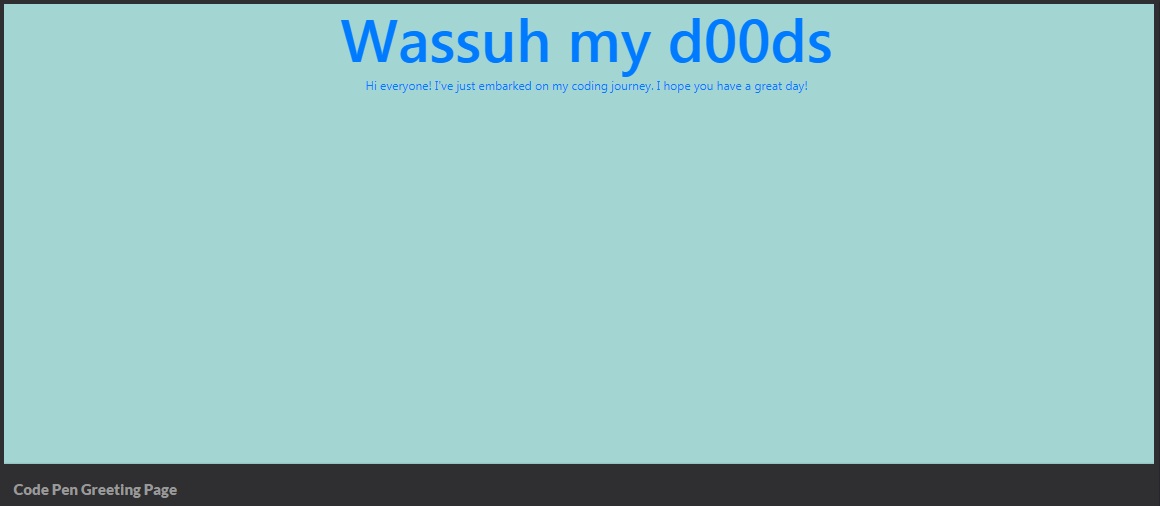 Wassuh my d00ds
Hi everyone! I've just embarked on my coding journey. I hope you have a great day!
Code Pen Greeting Page